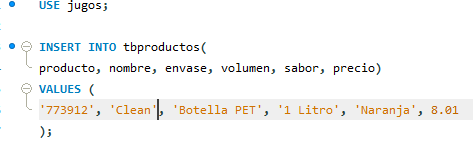 USE jugos;
INSERT INTO tbproductos(
producto, nombre, envase, volumen, sabor, precio)
VALUES (
'773912', 'Clean', 'Botella PET', '1 Litro', 'Naranja', 8.01
);